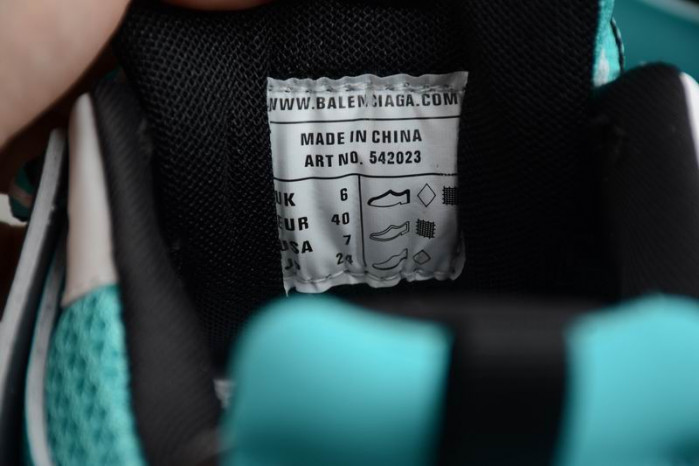 WWW.BALENCIAGA.COM
MADE IN CHINA
ART NO. 542023
UK 6
EUR 40
USA 7